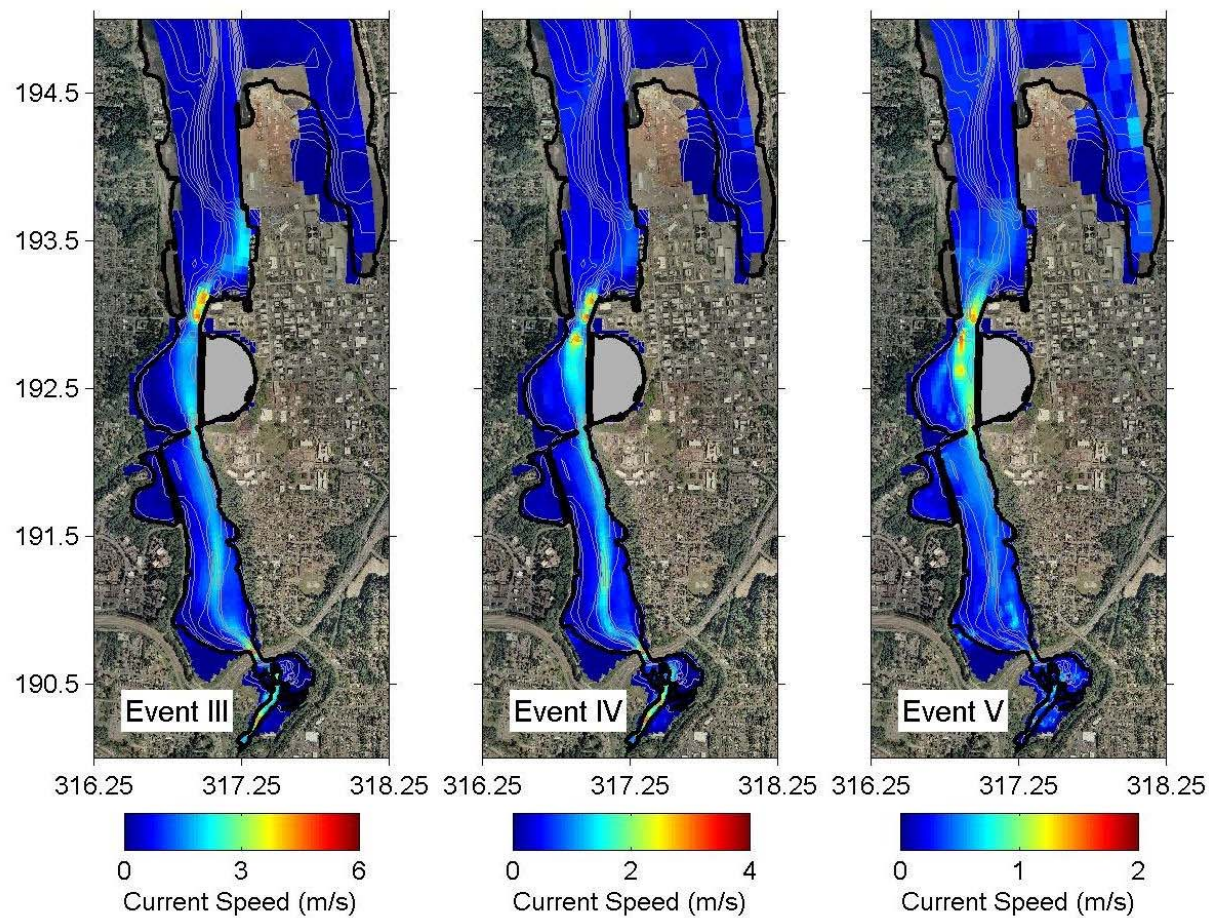 194.5
193.5
192.5
191.5
190.5
Event III
Event IV
Event V
316.25 317.25 318.25
316.25 317.25 318.25
316.25 317.25 318.25
0 3 6
Current Speed (m/s)
0 2 4
Current Speed (m/s)
0 1 2
Current Speed (m/s)